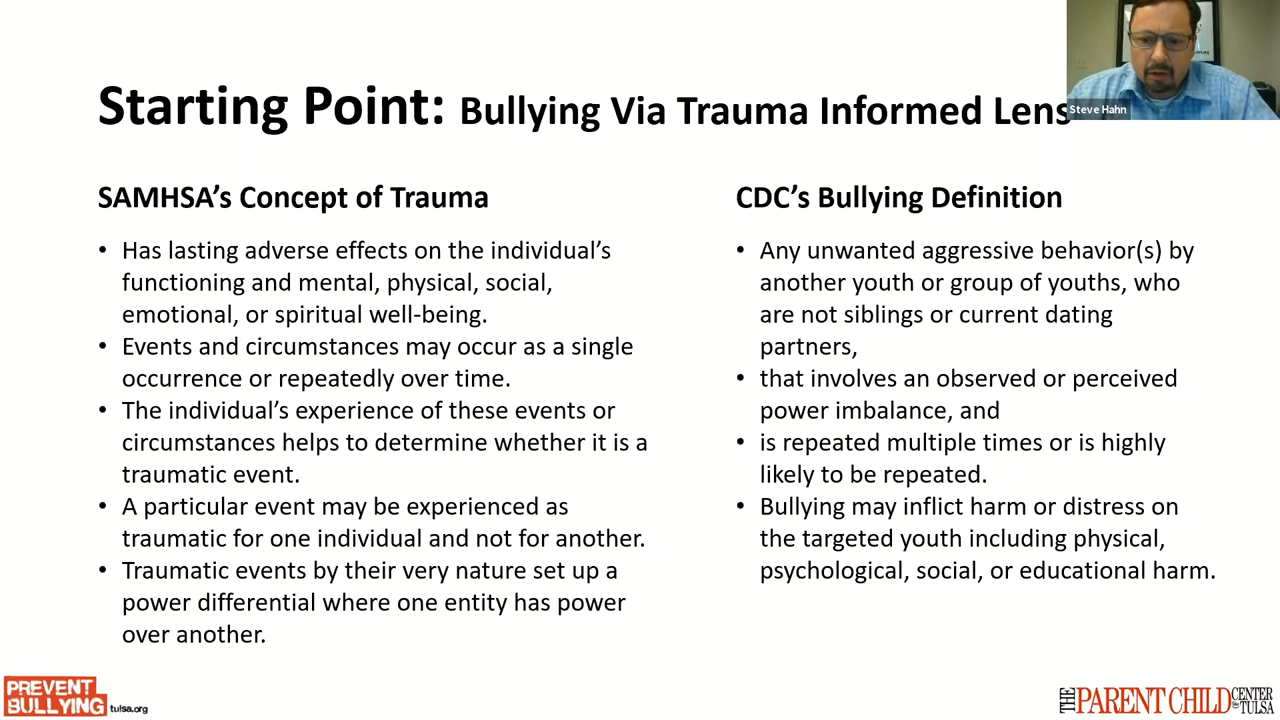 Steve Hahn
Starting Point: Bullying Via Trauma Informed Lens
SAMHSA’s Concept of Trauma
• Has lasting adverse effects on the individual’s
functioning and mental, physical, social,
emotional, or spiritual well-being.
• Events and circumstances may occur as a single
occurrence or repeatedly over time.
• The individual’s experience of these events or
circumstances helps to determine whether it is a
traumatic event.
• A particular event may be experienced as
traumatic for one individual and not for another.
• Traumatic events by their very nature set up a
power differential where one entity has power
over another.
CDC’s Bullying Definition
• Any unwanted aggressive behavior(s) by
another youth or group of youths, who
are not siblings or current dating
partners,
• that involves an observed or perceived
power imbalance, and
• is repeated multiple times or is highly
likely to be repeated.
• Bullying may inflict harm or distress on
the targeted youth including physical,
psychological, social, or educational harm.
PREVENT
BULLYING tulsa.org
THE PARENT CHILD CENTER of TULSA